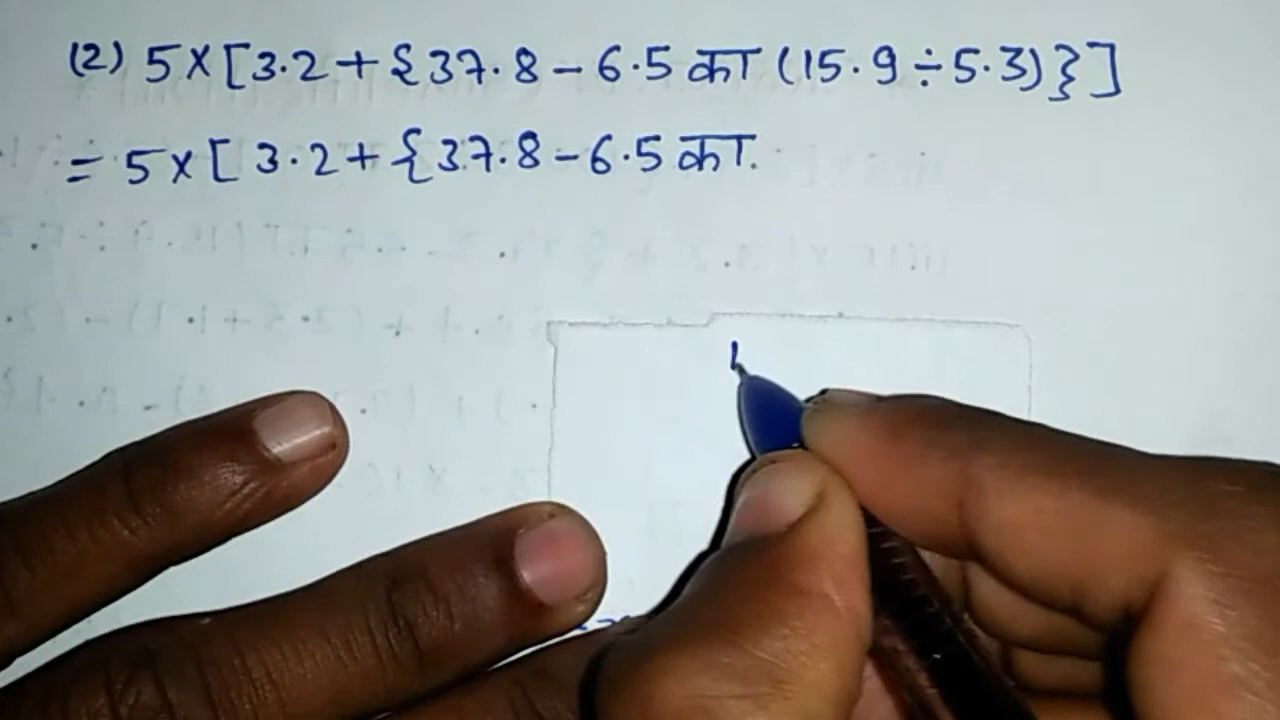 (2) 5×[3.2+{37.8-6.5 का (15.9÷5.3)}]
= 5×[3.2+{37.8-6.5 का